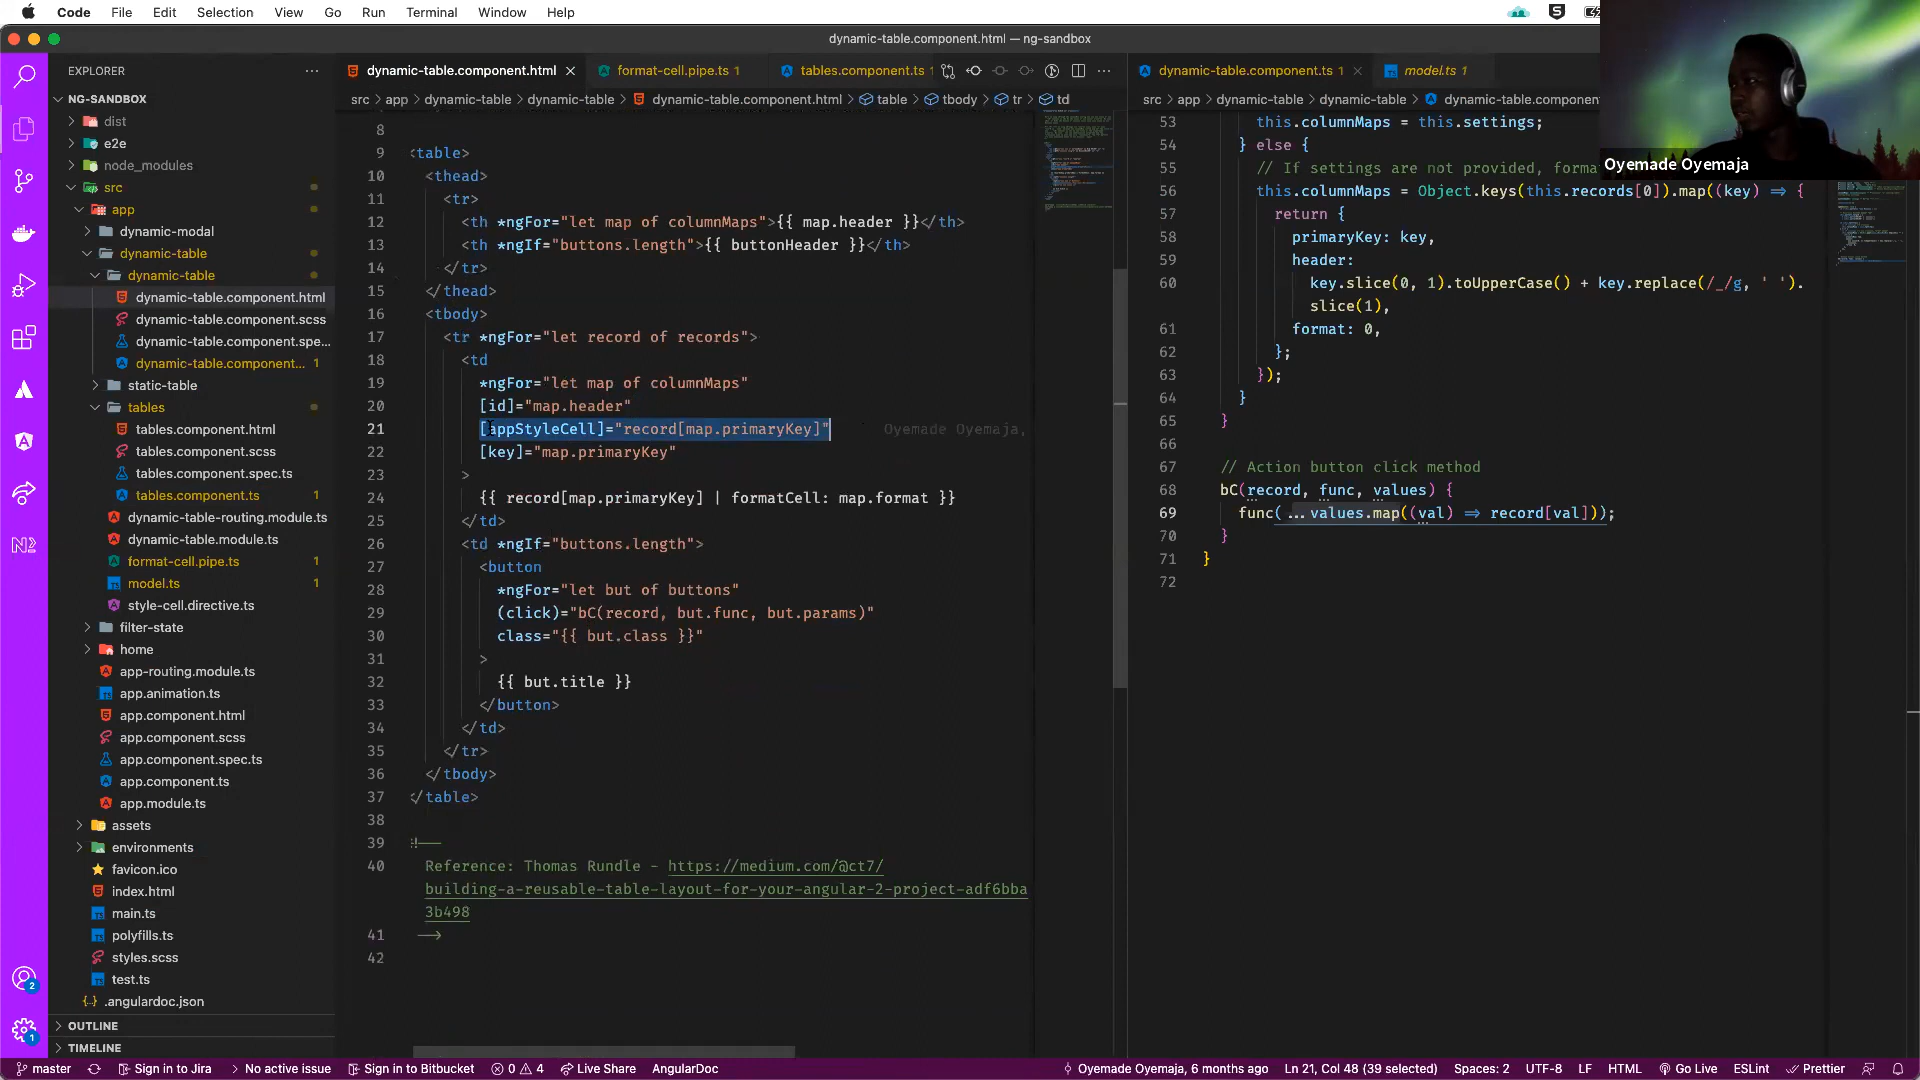 Code File Edit Selection View Go Run Terminal Window Help
dynamic-table.component.html — ng-sandbox
EXPLORER
dynamic-table.component.html
format-cell.pipe.ts 1
tables.component.ts 1
dynamic-table.component.ts 1
model.ts 1
src > app > dynamic-table > dynamic-table > dynamic-table.component.html > table > tbody > tr > td
src > app > dynamic-table > dynamic-table > dynamic-table.componen
Oyemade Oyemaja
NG-SANDBOX
dist
e2e
node_modules
src
app
dynamic-modal
dynamic-table
dynamic-table
dynamic-table.component.html
dynamic-table.component.scss
dynamic-table.component.spe...
dynamic-table.component... 1
static-table
tables
tables.component.html
tables.component.scss
tables.component.spec.ts
tables.component.ts 1
dynamic-table-routing.module.ts
dynamic-table.module.ts
format-cell.pipe.ts 1
model.ts 1
style-cell.directive.ts
filter-state
home
app-routing.module.ts
app.animation.ts
app.component.html
app.component.scss
app.component.spec.ts
app.component.ts
app.module.ts
assets
environments
favicon.ico
index.html
main.ts
polyfills.ts
styles.scss
test.ts
.angulardoc.json
OUTLINE
TIMELINE
8
9 <table>
10 <thead>
11 <tr>
12 <th *ngFor="let map of columnMaps">{{ map.header }}</th>
13 <th *ngIf="buttons.length">{{ buttonHeader }}</th>
14 </tr>
15 </thead>
16 <tbody>
17 <tr *ngFor="let record of records">
18 <td
19 *ngFor="let map of columnMaps"
20 [id]="map.header"
21 [appStyleCell]="record[map.primaryKey]" Oyemade Oyemaja,
22 [key]="map.primaryKey"
23 >
24 {{ record[map.primaryKey] | formatCell: map.format }}
25 </td>
26 <td *ngIf="buttons.length">
27 <button
28 *ngFor="let but of buttons"
29 (click)="bC(record, but.func, but.params)"
30 class="{{ but.class }}"
31 >
32 {{ but.title }}
33 </button>
34 </td>
35 </tr>
36 </tbody>
37 </table>
38
39 <!--
40 Reference: Thomas Rundle - https://medium.com/@ct7/
building-a-reusable-table-layout-for-your-angular-2-project-adf6bba
3b498
41 -->
42
53 this.columnMaps = this.settings;
54 } else {
55 // If settings are not provided, forma
56 this.columnMaps = Object.keys(this.records[0]).map((key) => {
57 return {
58 primaryKey: key,
59 header:
60 key.slice(0, 1).toUpperCase() + key.replace(/_/g, ' ').
slice(1),
61 format: 0,
62 };
63 });
64 }
65 }
66
67 // Action button click method
68 bC(record, func, values) {
69 func(...values.map((val) => record[val]));
70 }
71 }
72
2
1
master Sign in to Jira No active issue Sign in to Bitbucket 0 4 Live Share AngularDoc Oyemade Oyemaja, 6 months ago Ln 21, Col 48 (39 selected) Spaces: 2 UTF-8 LF HTML Go Live ESLint Prettier